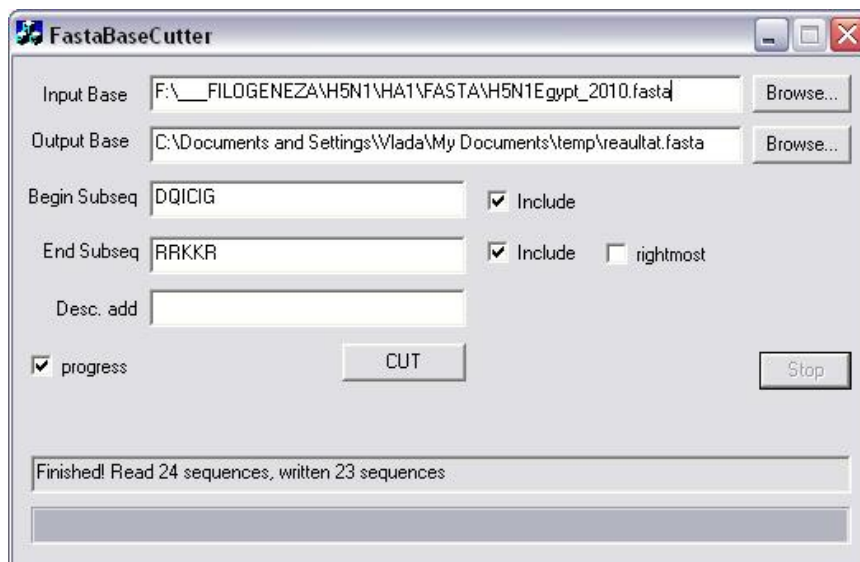 FastaBaseCutter
Input Base F:\___FILOGENEZA\H5N1\HA1\FASTA\H5N1Egypt_2010.fasta Browse...
Output Base C:\Documents and Settings\Vlada\My Documents\temp\reaultat.fasta Browse...
Begin Subseq DQICIG Include
End Subseq RRKKR Include rightmost
Desc. add
progress CUT Stop
Finished! Read 24 sequences, written 23 sequences